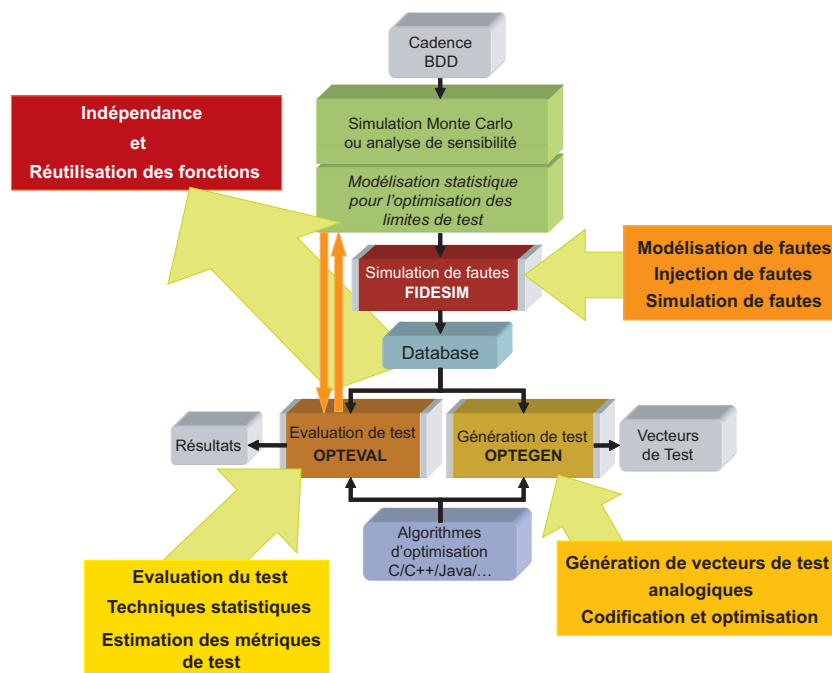 Cadence
BDD
Indépendance
et
Réutilisation des fonctions
Simulation Monte Carlo
ou analyse de sensibilité
Modélisation statistique
pour l'optimisation des
limites de test
Modélisation de fautes
Injection de fautes
Simulation de fautes
Simulation de fautes
FIDESIM
Database
Résultats
Evaluation de test
OPTEVAL
Génération de test
OPTEGEN
Vecteurs
de Test
Algorithmes
d'optimisation
C/C++/Java/...
Evaluation du test
Techniques statistiques
Estimation des métriques
de test
Génération de vecteurs de test
analogiques
Codification et optimisation